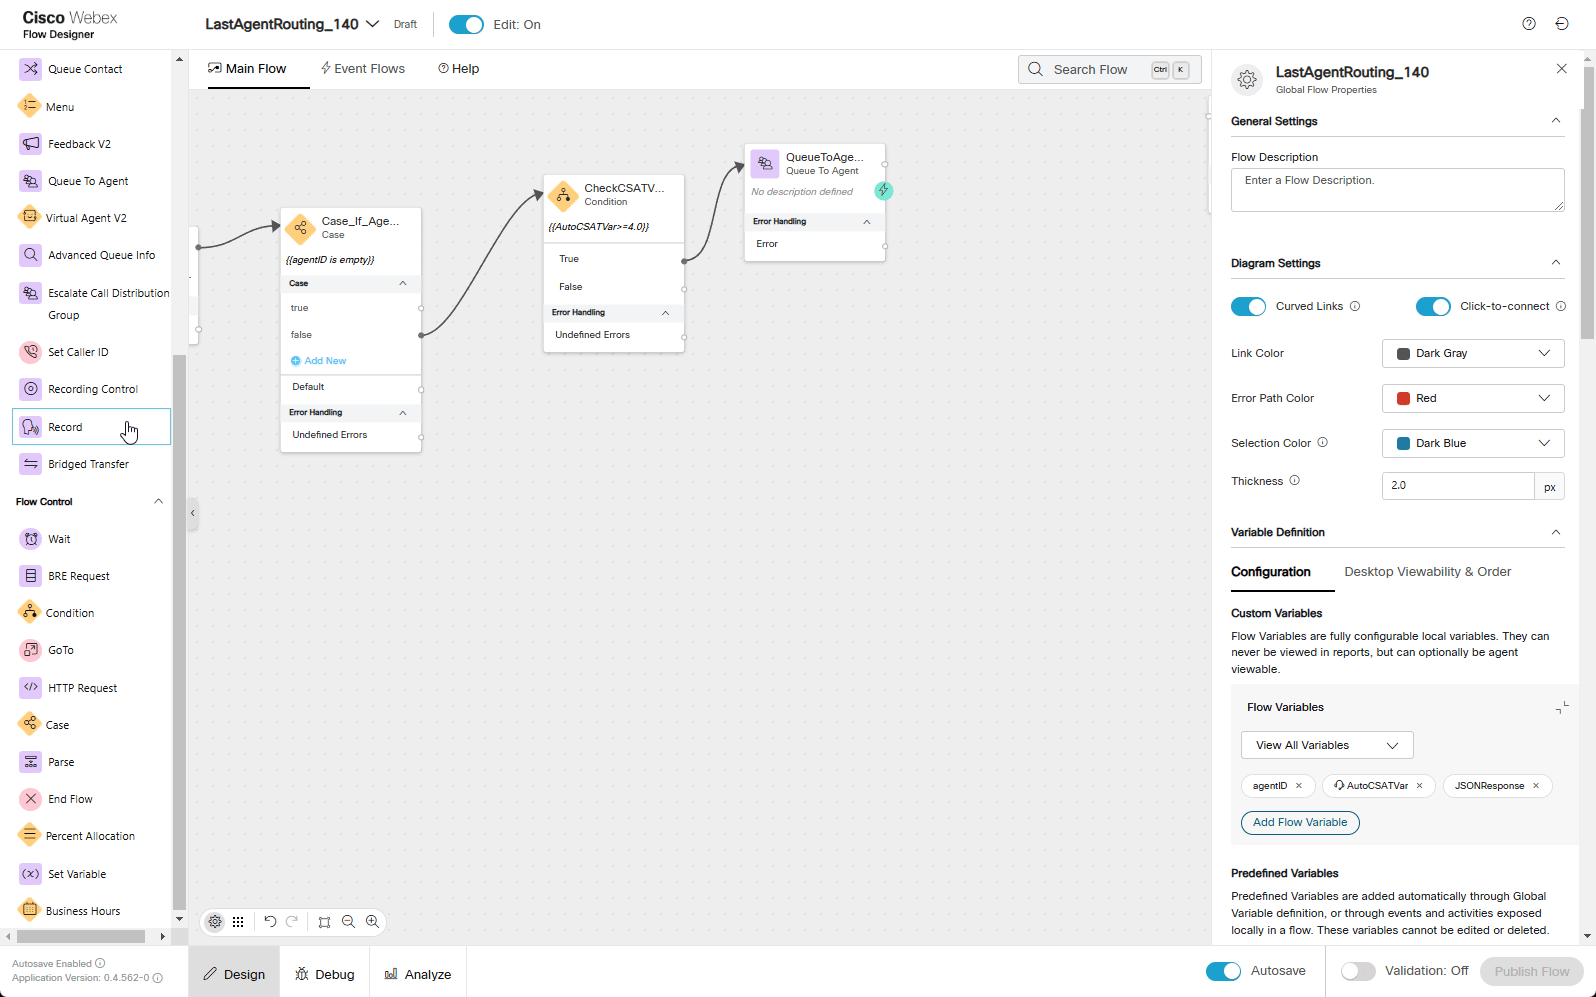 Cisco Webex
Flow Designer
LastAgentRouting_140
Draft
Edit: On
Queue Contact
Menu
Feedback V2
Queue To Agent
Virtual Agent V2
Advanced Queue Info
Escalate Call Distribution
Group
Set Caller ID
Recording Control
Record
Bridged Transfer
Flow Control
Wait
BRE Request
Condition
GoTo
HTTP Request
Case
Parse
End Flow
Percent Allocation
Set Variable
Business Hours
Autosave Enabled
Application Version: 0.4.562-0
Main Flow
Event Flows
Help
Search Flow
Ctrl
K
Case_If_Age...
Case
{{agentID is empty}}
Case
true
false
Add New
Default
Error Handling
Undefined Errors
CheckCSATV...
Condition
{{AutoCSATVar>=4.0}}
True
False
Error Handling
Undefined Errors
QueueToAge...
Queue To Agent
No description defined
Error Handling
Error
Design
Debug
Analyze
LastAgentRouting_140
Global Flow Properties
General Settings
Flow Description
Enter a Flow Description.
Diagram Settings
Curved Links
Click-to-connect
Link Color
Dark Gray
Error Path Color
Red
Selection Color
Dark Blue
Thickness
2.0
px
Variable Definition
Configuration
Desktop Viewability & Order
Custom Variables
Flow Variables are fully configurable local variables. They can
never be viewed in reports, but can optionally be agent
viewable.
Flow Variables
View All Variables
agentID
AutoCSATVar
JSONResponse
Add Flow Variable
Predefined Variables
Predefined Variables are added automatically through Global
Variable definition, or through events and activities exposed
locally in a flow. These variables cannot be edited or deleted.
Autosave
Validation: Off
Publish Flow